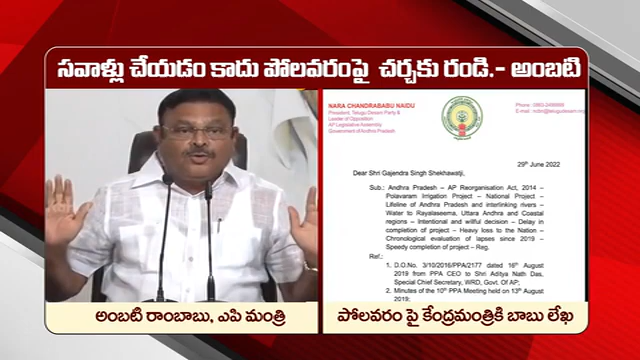 సవాళ్లు చేయడం కాదు పోలవరంపై చర్చకు రండి.- అంబటి
NARA CHANDRABABU NAIDU
President, Telugu Desam Party &
Leader of Opposition
AP Legislative Assembly
Government of Andhra Pradesh
29th June 2022
Dear Shri Gajendra Singh Shekhawatji,
Sub.: Andhra Pradesh – AP Reorganisation Act, 2014 -
Polavaram Irrigation Project – National Project -
Lifeline of Andhra Pradesh and interlinking rivers –
Water to Rayalaseema, Uttara Andhra and Coastal
regions – Intentional and willful decision – Delay in
completion of project – Heavy loss to the Nation –
Chronological evaluation of lapses since 2019 –
Speedy completion of project – Reg.
Ref.:
1. D.O.No. 3/10/2016/PPA/2177 dated 16th August
2019 from PPA CEO to Shri Aditya Nath Das,
Special Chief Secretary, WRD, Govt. Of AP;
2. Minutes of the 10th PPA Meeting held on 13th August
2019;
అంబటి రాంబాబు, ఎపి మంత్రి
పోలవరం పై కేంద్రమంత్రికి బాబు లేఖ